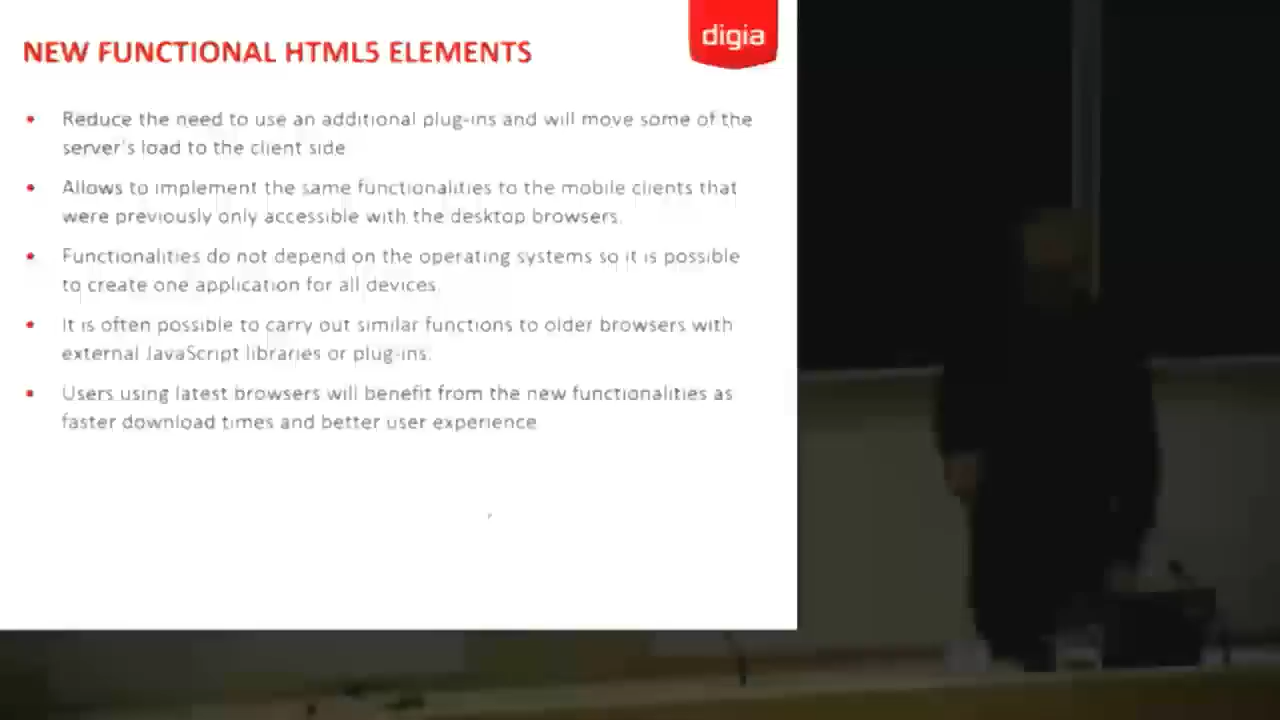 NEW FUNCTIONAL HTML5 ELEMENTS
digia
• Reduce the need to use an additional plug-ins and will move some of the
server's load to the client side
• Allows to implement the same functionalities to the mobile clients that
were previously only accessible with the desktop browsers.
• Functionalities do not depend on the operating systems so it is possible
to create one application for all devices.
• It is often possible to carry out similar functions to older browsers with
external JavaScript libraries or plug-ins.
• Users using latest browsers will benefit from the new functionalities as
faster download times and better user experience